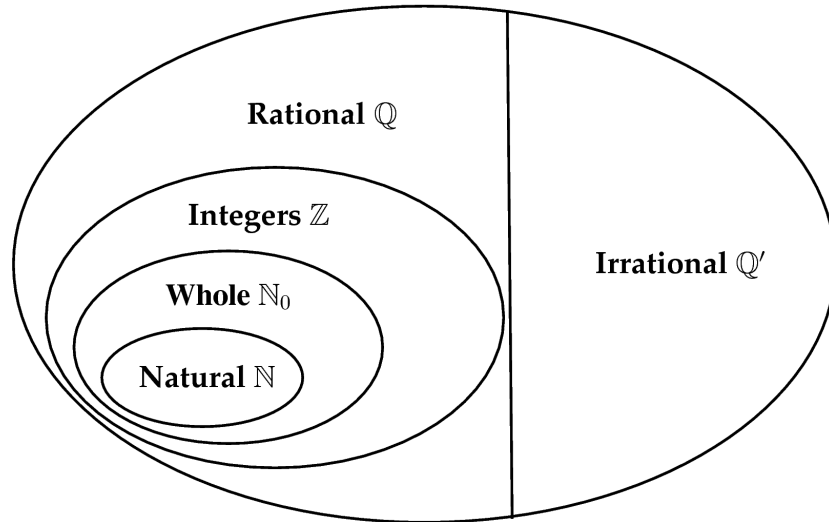 Rational ℚ
Integers ℤ
Whole ℕ₀
Natural ℕ
Irrational ℚ′